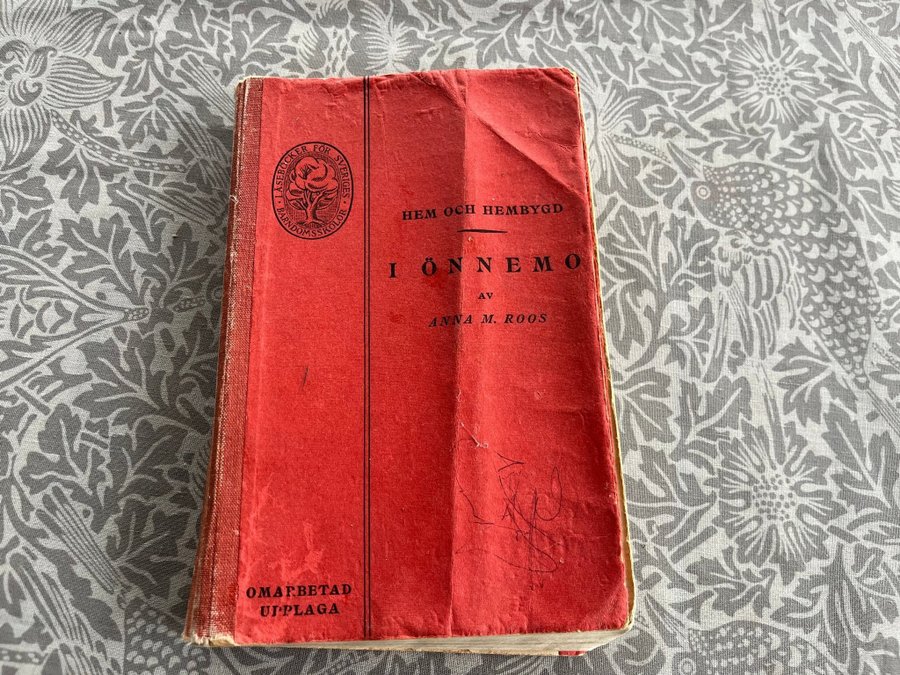 LÄSEBÖCKER FÖR SVERIGES
BARNDOMSSKOLOR
HEM OCH HEMBYGD
I ÖNNEMO
AV
ANNA M. ROOS
OMARBETAD
UPPLAGA